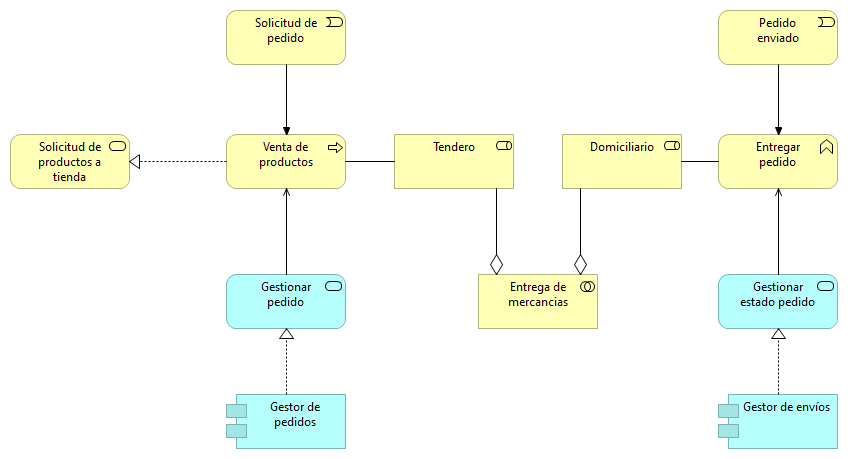 Solicitud de
pedido
Pedido
enviado
Solicitud de
productos a
tienda
Venta de
productos
Tendero
Domiciliario
Entregar
pedido
Gestionar
pedido
Entrega de
mercancias
Gestionar
estado pedido
Gestor de
pedidos
Gestor de envíos